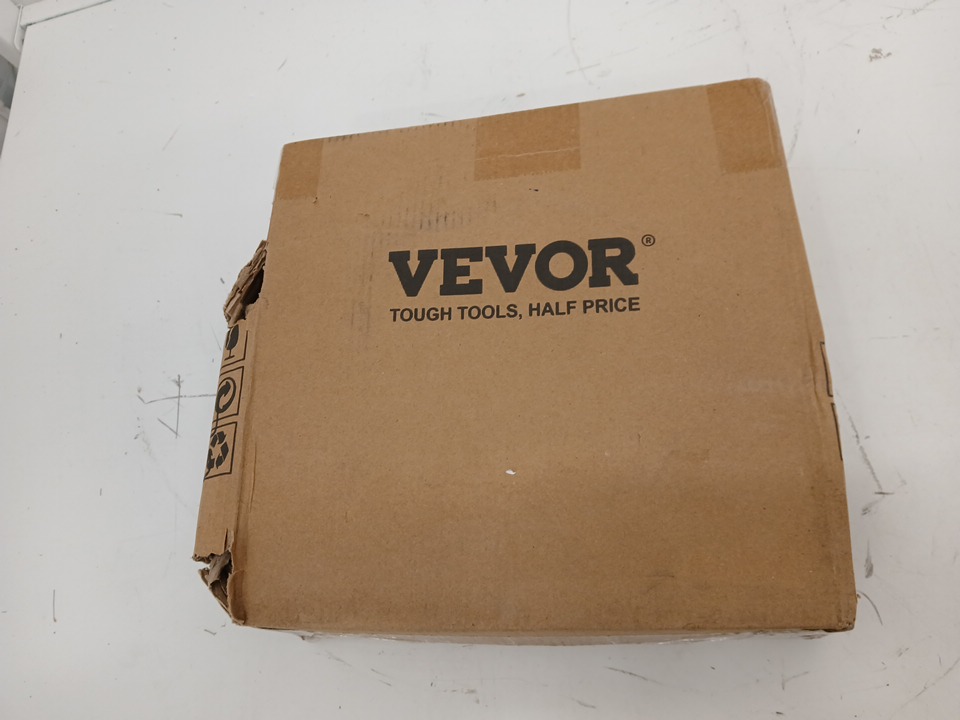 VEVOR®
TOUGH TOOLS, HALF PRICE